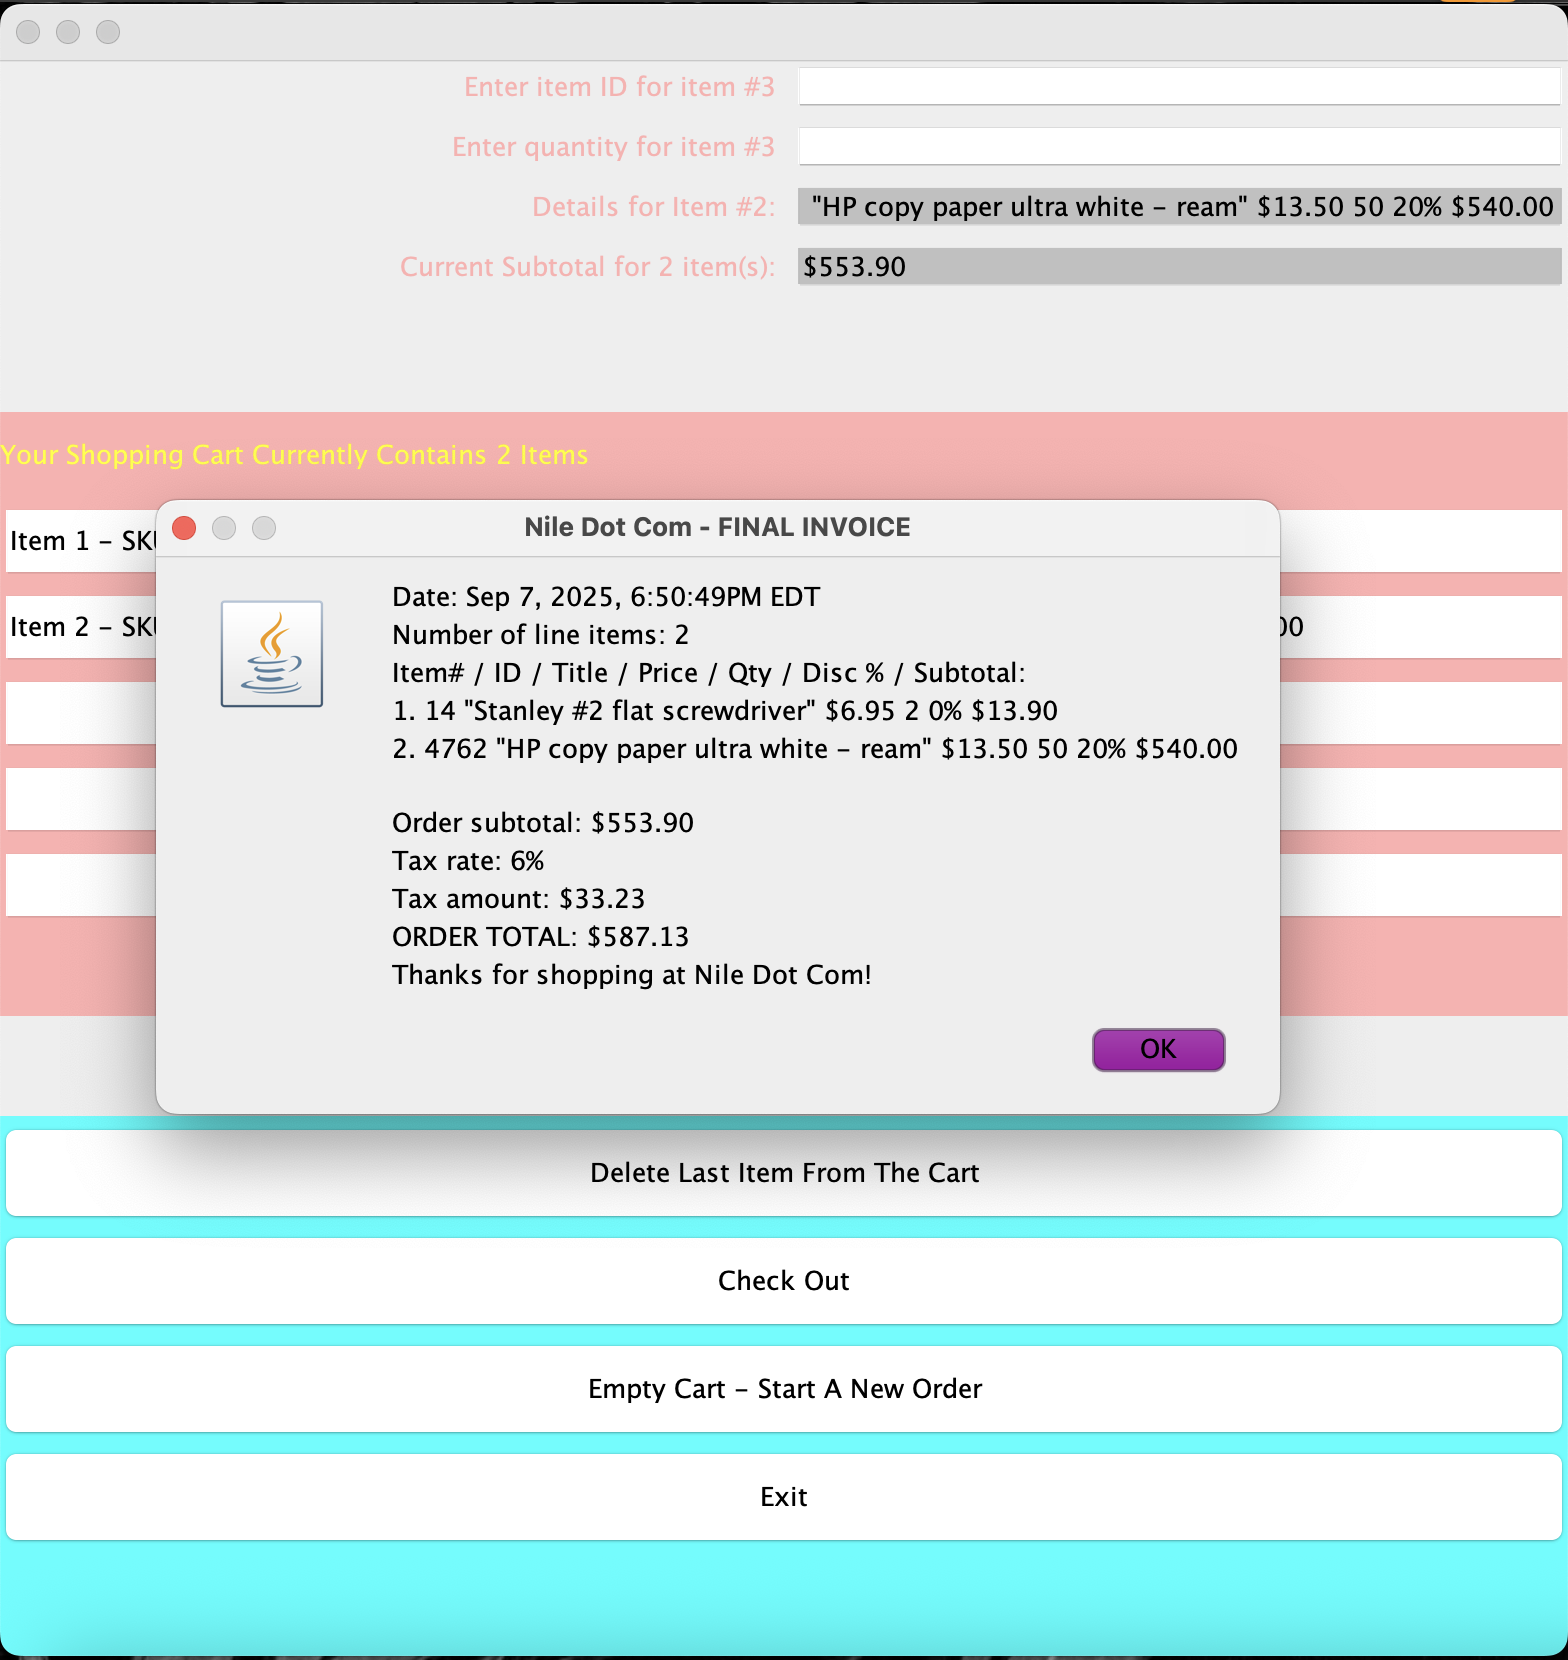 Enter item ID for item #3
Enter quantity for item #3
Details for Item #2: "HP copy paper ultra white – ream" $13.50 50 20% $540.00
Current Subtotal for 2 item(s): $553.90
Your Shopping Cart Currently Contains 2 Items
Item 1 – SKU
Item 2 – SKU
00
Nile Dot Com - FINAL INVOICE
Date: Sep 7, 2025, 6:50:49PM EDT
Number of line items: 2
Item# / ID / Title / Price / Qty / Disc % / Subtotal:
1. 14 "Stanley #2 flat screwdriver" $6.95 2 0% $13.90
2. 4762 "HP copy paper ultra white – ream" $13.50 50 20% $540.00
Order subtotal: $553.90
Tax rate: 6%
Tax amount: $33.23
ORDER TOTAL: $587.13
Thanks for shopping at Nile Dot Com!
OK
Delete Last Item From The Cart
Check Out
Empty Cart – Start A New Order
Exit